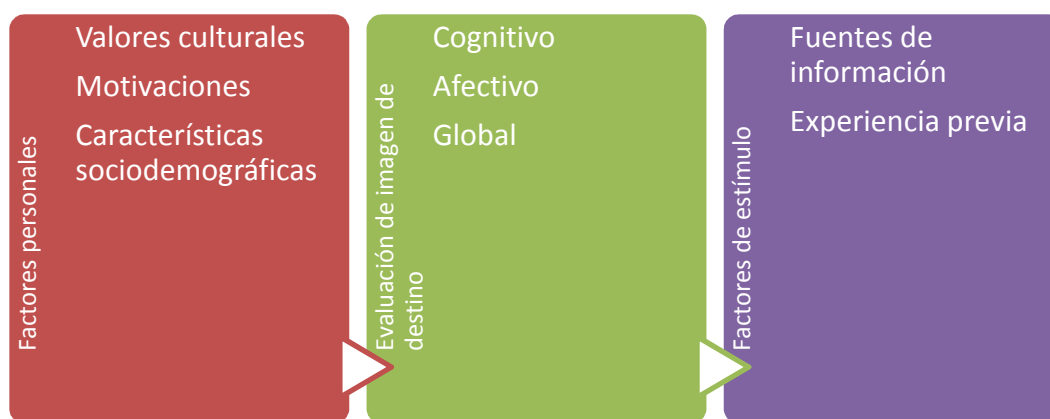 Factores personales
Valores culturales
Motivaciones
Características
sociodemográficas
Evaluación de imagen de
destino
Cognitivo
Afectivo
Global
Factores de estímulo
Fuentes de
información
Experiencia previa